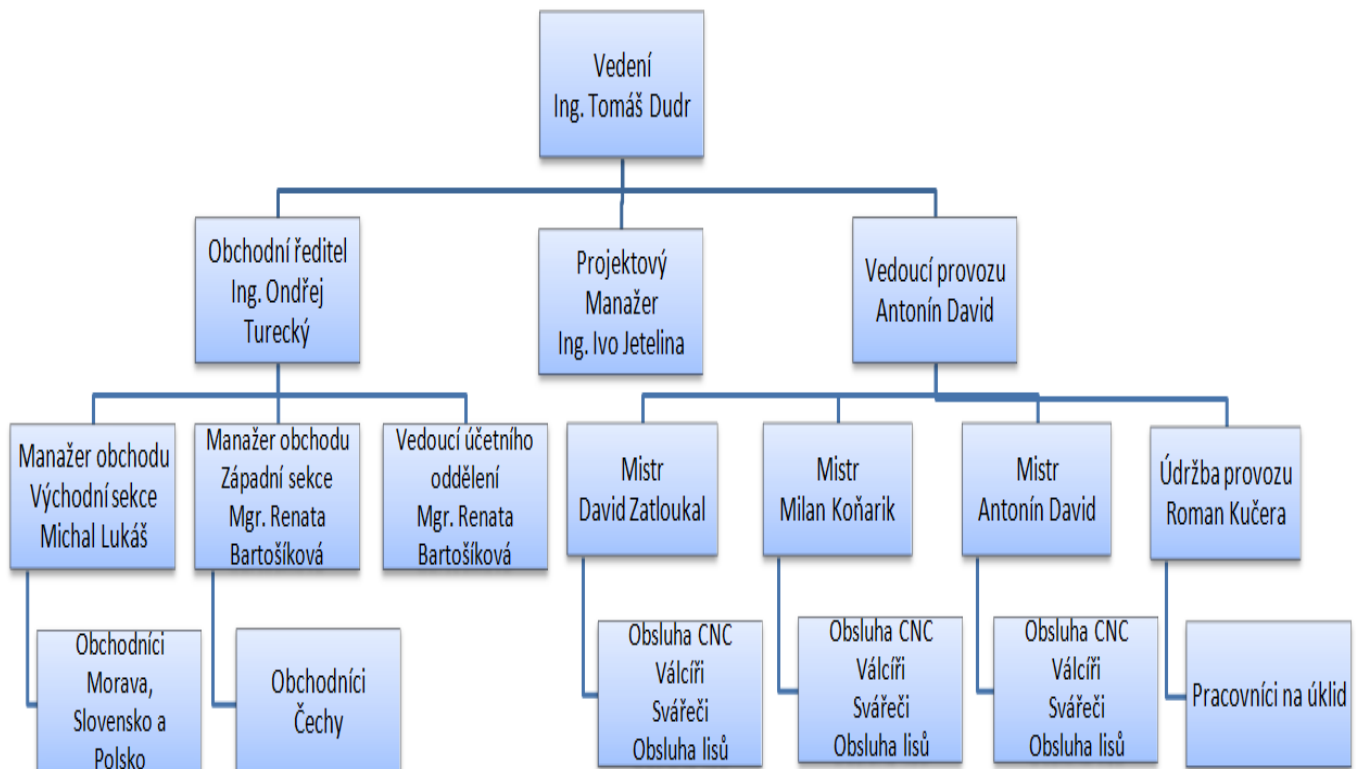 Vedení
Ing. Tomáš Dudr
Obchodní ředitel
Ing. Ondřej
Turecký
Projektový
Manažer
Ing. Ivo Jetelina
Vedoucí provozu
Antonín David
Manažer obchodu
Východní sekce
Michal Lukáš
Manažer obchodu
Západní sekce
Mgr. Renata
Bartošíková
Vedoucí účetního
oddělení
Mgr. Renata
Bartošíková
Mistr
David Zatloukal
Mistr
Milan Koňarik
Mistr
Antonín David
Údržba provozu
Roman Kučera
Obchodníci
Morava,
Slovensko a
Polsko
Obchodníci
Čechy
Obsluha CNC
Válcíři
Svářeči
Obsluha lisů
Obsluha CNC
Válcíři
Svářeči
Obsluha lisů
Obsluha CNC
Válcíři
Svářeči
Obsluha lisů
Pracovníci na úklid